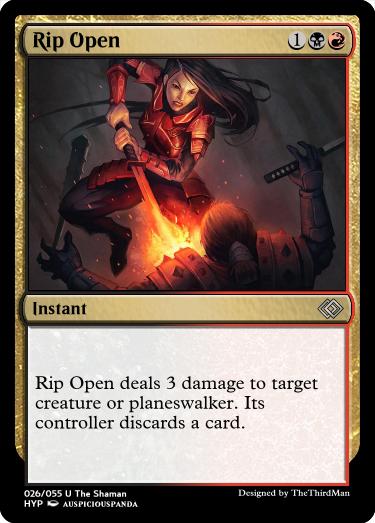 Rip Open 1
Instant
Rip Open deals 3 damage to target
creature or planeswalker. Its
controller discards a card.
026/055 U The Shaman
Designed by TheThirdMan
HYP AUSPICIOUSPANDA